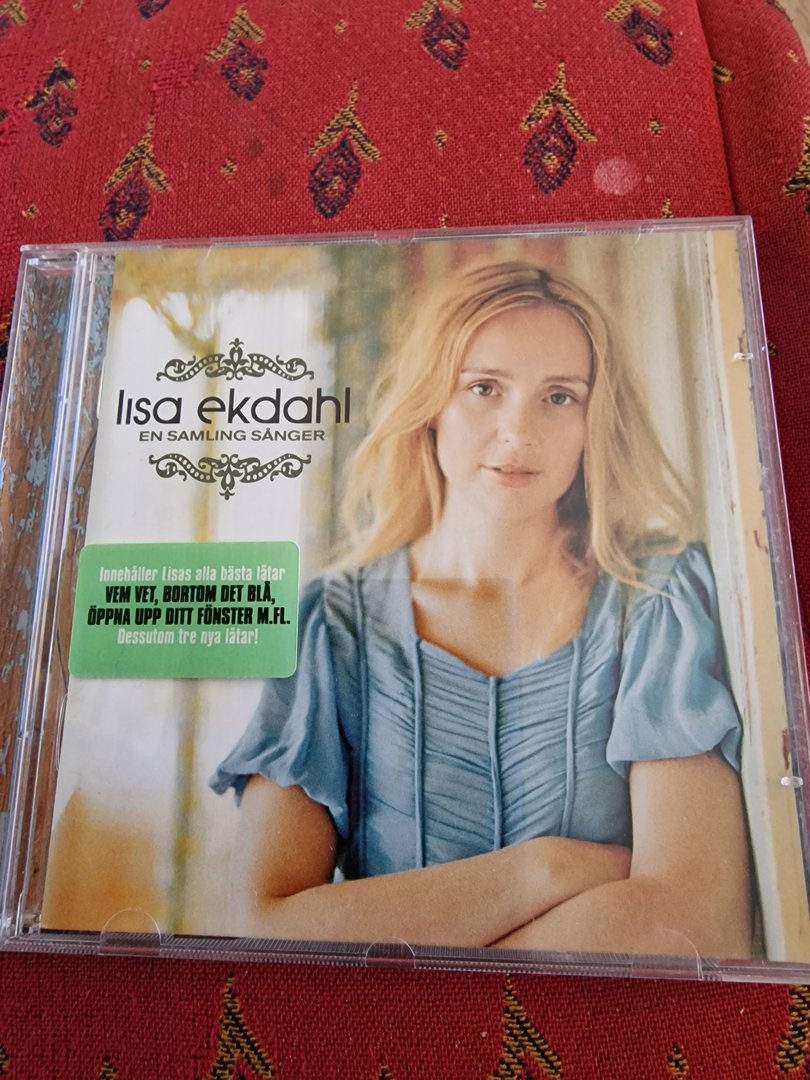 lisa ekdahl
EN SAMLING SÅNGER
Innehåller Lisas alla bästa låtar
VEM VET, BORTOM DET BLÅ,
ÖPPNA UPP DITT FÖNSTER M.FL.
Dessutom tre nya låtar!